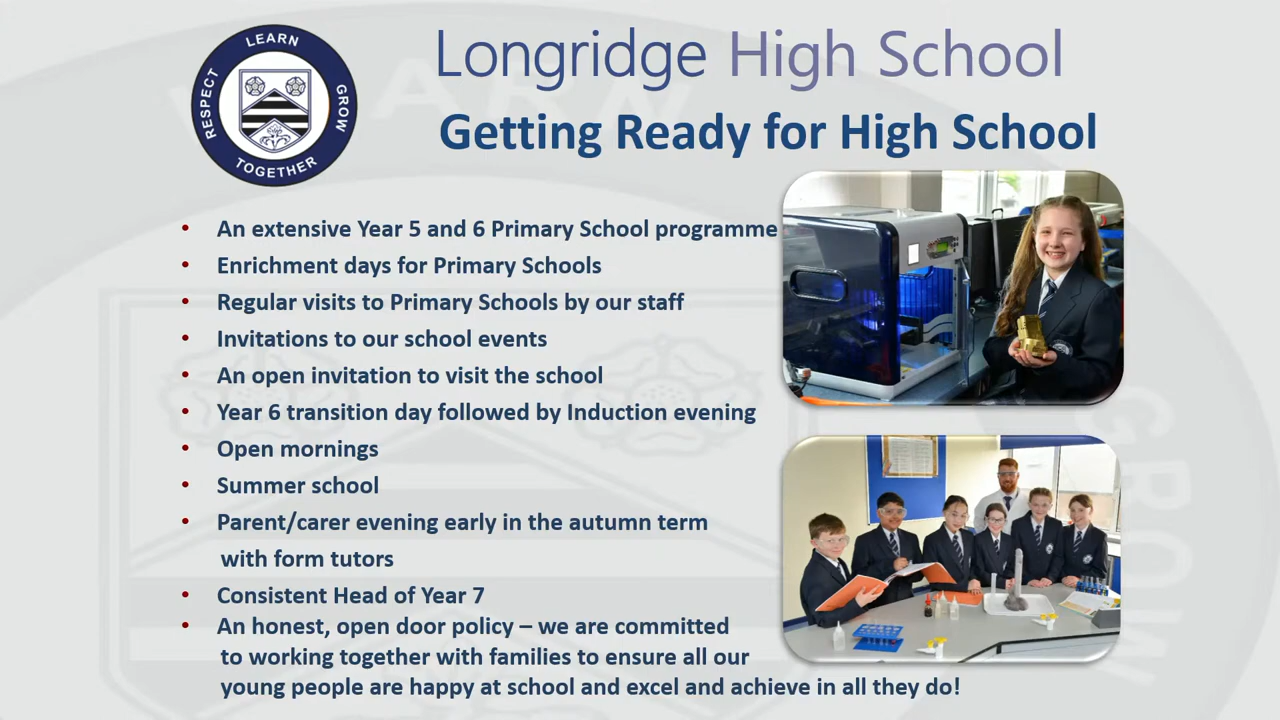 LEARN
RESPECT
GROW
TOGETHER
Longridge High School
Getting Ready for High School
• An extensive Year 5 and 6 Primary School programme
• Enrichment days for Primary Schools
• Regular visits to Primary Schools by our staff
• Invitations to our school events
• An open invitation to visit the school
• Year 6 transition day followed by Induction evening
• Open mornings
• Summer school
• Parent/carer evening early in the autumn term
with form tutors
• Consistent Head of Year 7
• An honest, open door policy – we are committed
to working together with families to ensure all our
young people are happy at school and excel and achieve in all they do!